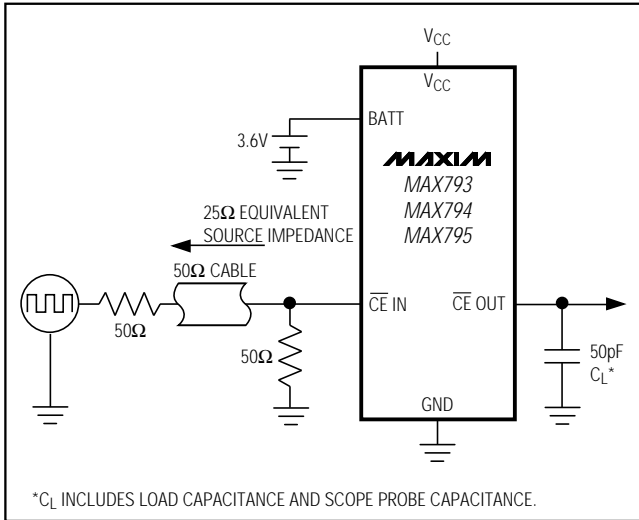 VCC
VCC
BATT
3.6V
MAXIM
MAX793
MAX794
MAX795
25Ω EQUIVALENT
SOURCE IMPEDANCE
50Ω CABLE
CE IN
CE OUT
50Ω
50Ω
50pF
CL*
GND
*CL INCLUDES LOAD CAPACITANCE AND SCOPE PROBE CAPACITANCE.